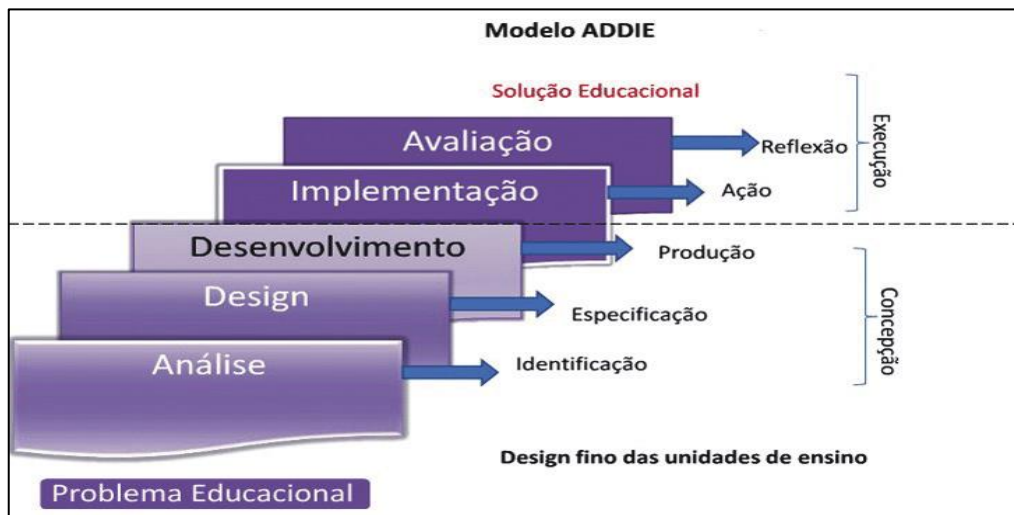 Modelo ADDIE
Solução Educacional
Avaliação
Reflexão
Implementação
Ação
Execução
Desenvolvimento
Produção
Design
Especificação
Análise
Identificação
Concepção
Design fino das unidades de ensino
Problema Educacional